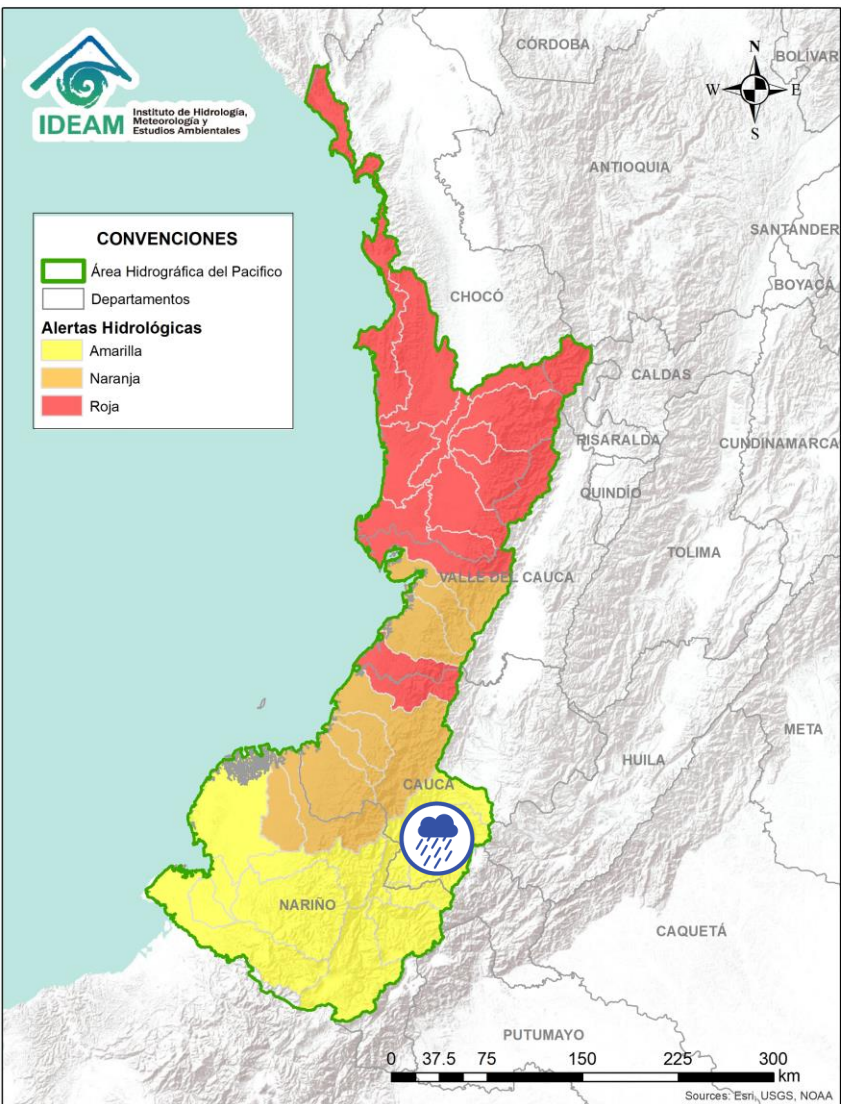 IDEAM
Instituto de Hidrología,
Meteorología y
Estudios Ambientales
CONVENCIONES
Área Hidrográfica del Pacifico
Departamentos
Alertas Hidrológicas
Amarilla
Naranja
Roja
N
W
E
S
CÓRDOBA
BOLÍVAR
ANTIOQUIA
SANTANDER
BOYACÁ
CHOCÓ
CALDAS
RISARALDA
CUNDINAMARCA
QUINDÍO
TOLIMA
VALLE DEL CAUCA
META
HUILA
CAUCA
NARIÑO
CAQUETÁ
PUTUMAYO
0 37.5 75 150 225 300
km
Sources: Esri, USGS, NOAA